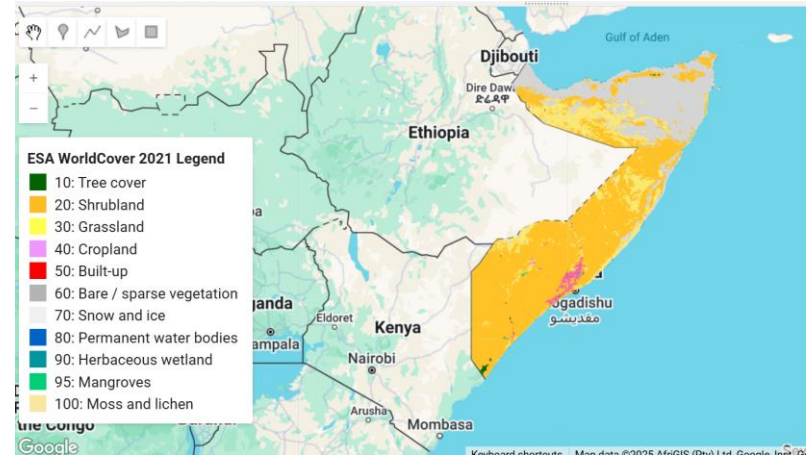 Gulf of Aden
Djibouti
Dire Dawa
ድሬዳዋ
Ethiopia
ESA WorldCover 2021 Legend
10: Tree cover
20: Shrubland
30: Grassland
40: Cropland
50: Built-up
60: Bare / sparse vegetation
70: Snow and ice
80: Permanent water bodies
90: Herbaceous wetland
95: Mangroves
100: Moss and lichen
ogadishu
مقديشو
anda
Eldoret
Kenya
ampala
Nairobi
Arusha
Mombasa
the Congo
Google
Keyboard shortcuts
Map data ©2025 AfriGIS (Pty) Ltd, Google, Inst. G